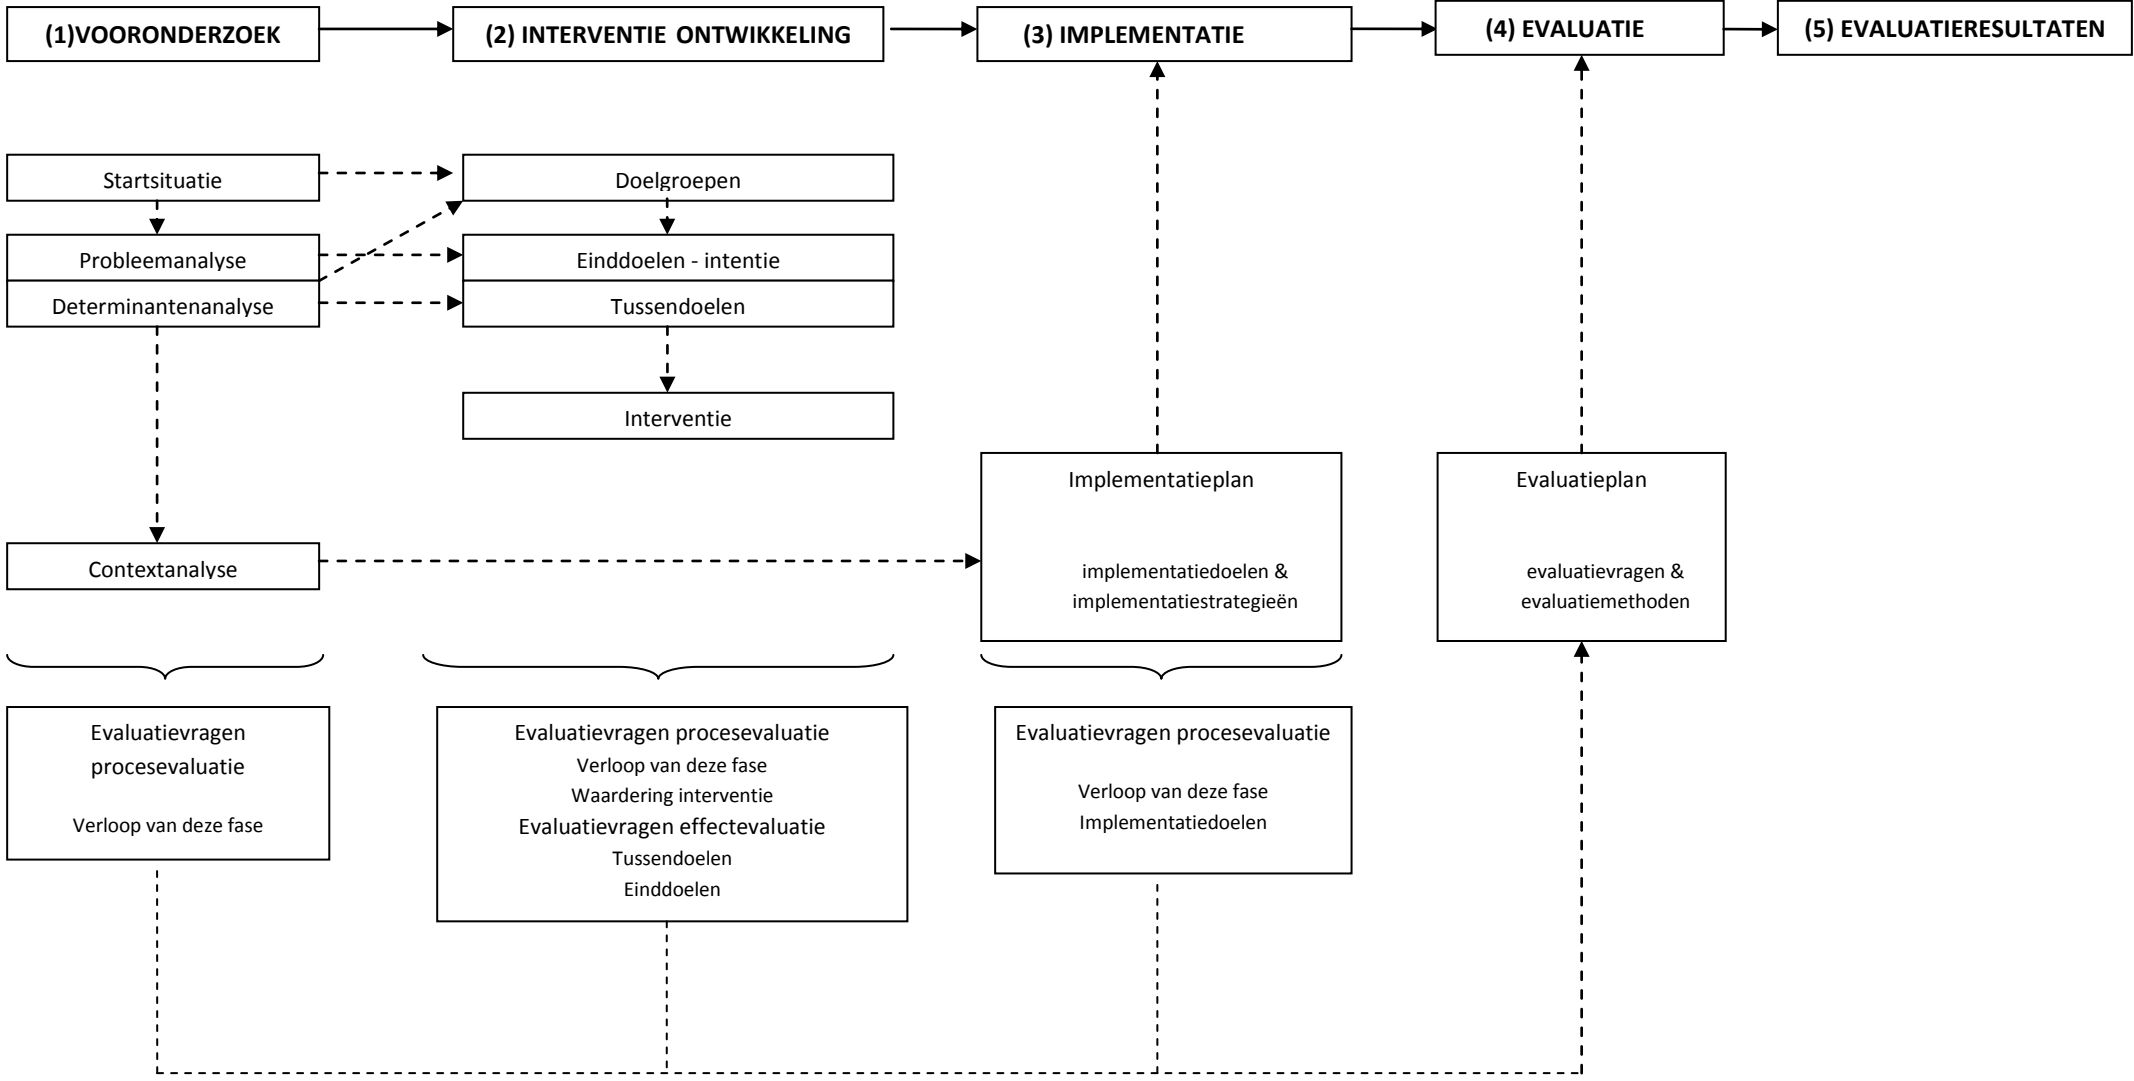 (1)VOORONDERZOEK
(2) INTERVENTIE ONTWIKKELING
(3) IMPLEMENTATIE
(4) EVALUATIE
(5) EVALUATIERESULTATEN
Startsituatie
Probleemanalyse
Determinantenanalyse
Contextanalyse
Doelgroepen
Einddoelen - intentie
Tussendoelen
Interventie
Implementatieplan
implementatiedoelen &
implementatiestrategieën
Evaluatieplan
evaluatievragen &
evaluatiemethoden
Evaluatievragen
procesevaluatie
Verloop van deze fase
Evaluatievragen procesevaluatie
Verloop van deze fase
Waardering interventie
Evaluatievragen effectevaluatie
Tussendoelen
Einddoelen
Evaluatievragen procesevaluatie
Verloop van deze fase
Implementatiedoelen